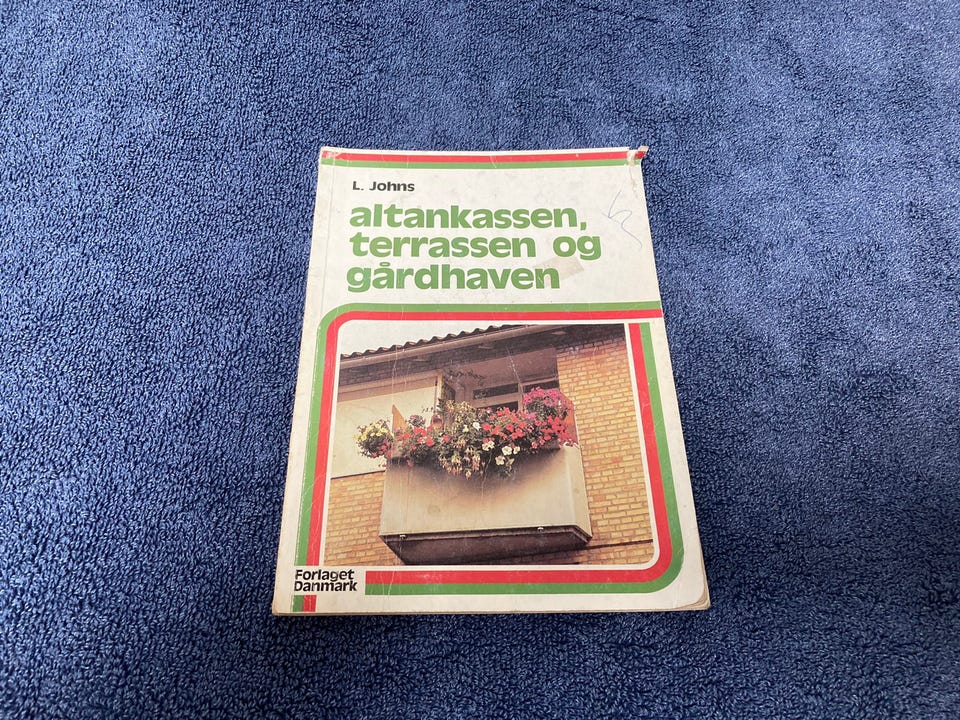 L. Johns
altankassen,
terrassen og
gårdhaven
Forlaget
Danmark